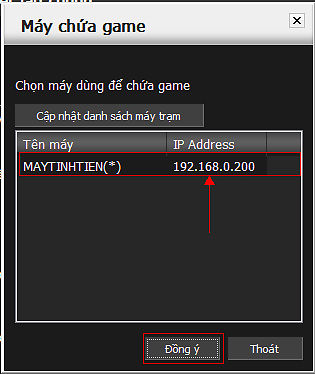 Máy chứa game
Chọn máy dùng để chứa game
Cập nhật danh sách máy trạm
Tên máy IP Address
MAYTINHTIEN(*) 192.168.0.200
Đồng ý Thoát